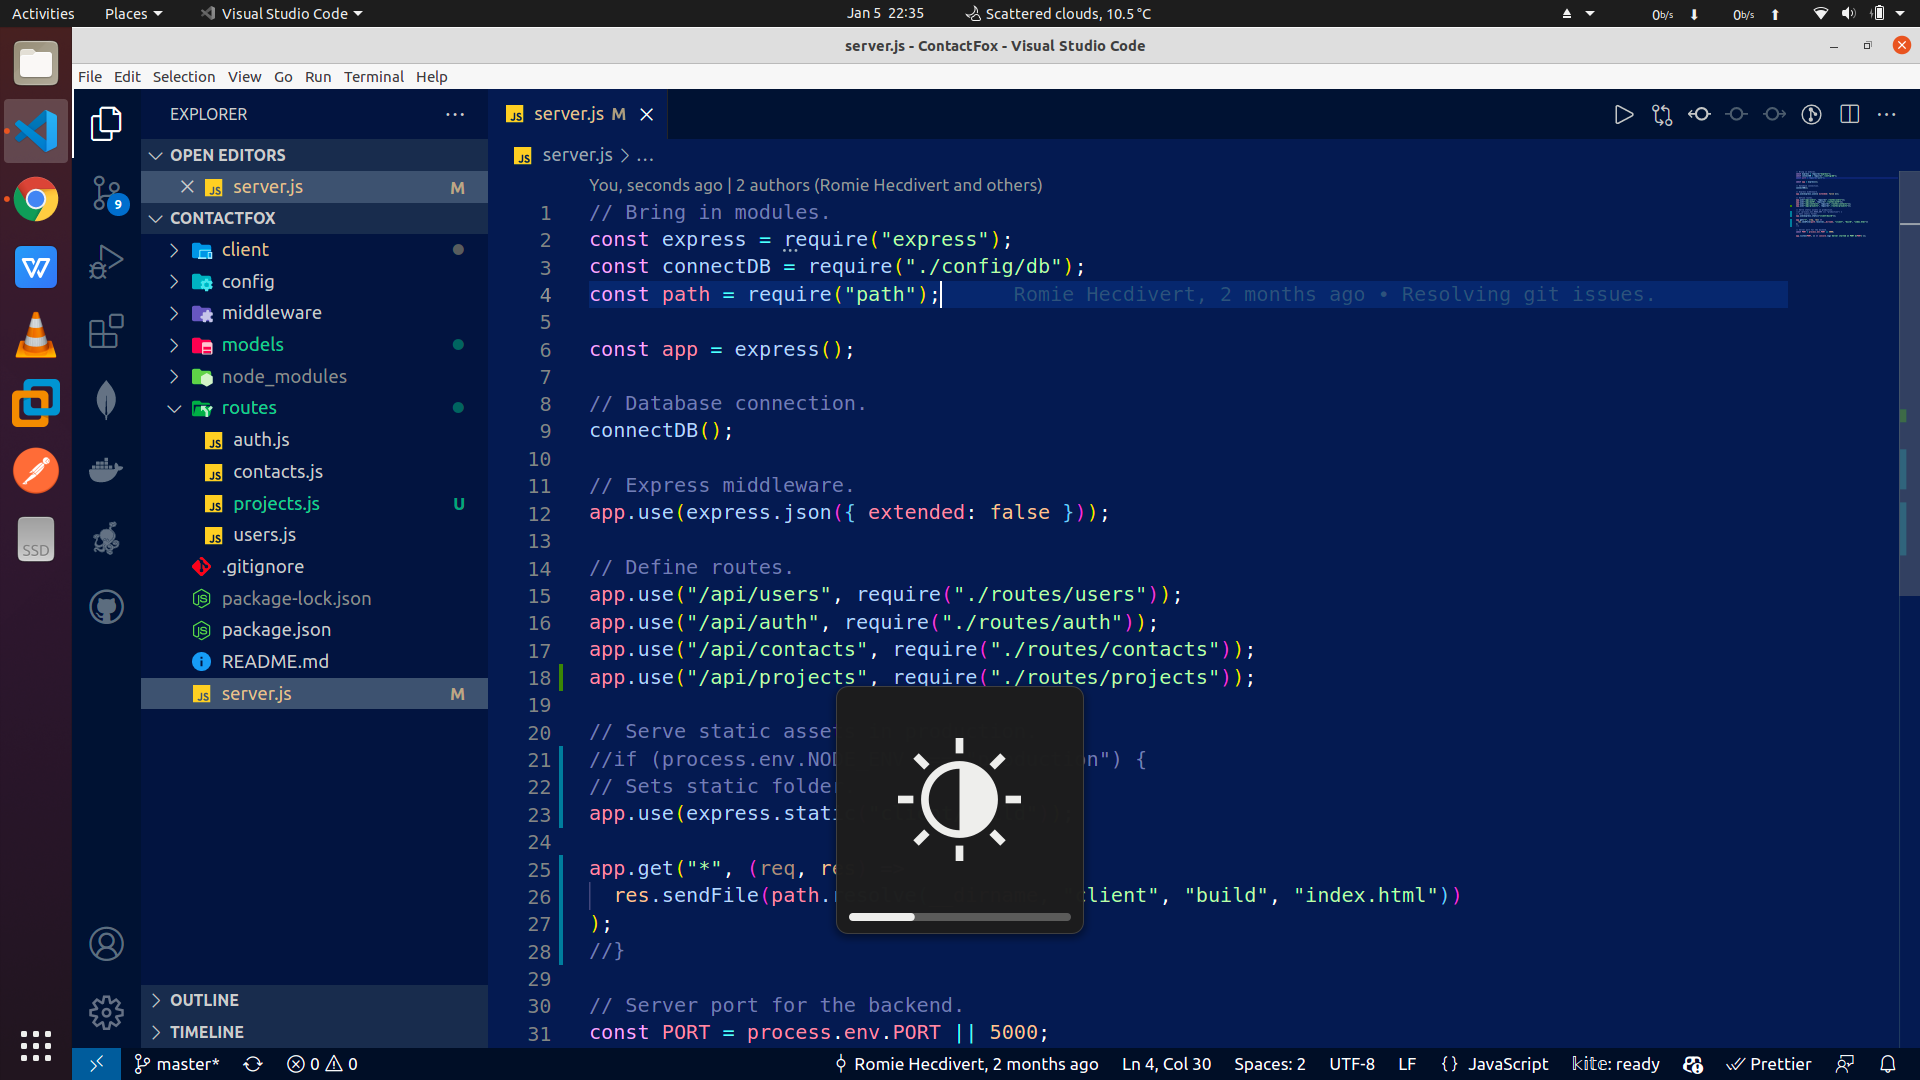 Activities Places Visual Studio Code Jan 5 22:35 Scattered clouds, 10.5 °C 0b/s 0b/s
server.js - ContactFox - Visual Studio Code
File Edit Selection View Go Run Terminal Help
EXPLORER
OPEN EDITORS
server.js M
CONTACTFOX
client
config
middleware
models
node_modules
routes
auth.js
contacts.js
projects.js U
users.js
.gitignore
package-lock.json
package.json
README.md
server.js M
OUTLINE
TIMELINE
9
SSD
server.js M
server.js > ...
You, seconds ago | 2 authors (Romie Hecdivert and others)
1 // Bring in modules.
2 const express = require("express");
3 const connectDB = require("./config/db");
4 const path = require("path"); Romie Hecdivert, 2 months ago • Resolving git issues.
5
6 const app = express();
7
8 // Database connection.
9 connectDB();
10
11 // Express middleware.
12 app.use(express.json({ extended: false }));
13
14 // Define routes.
15 app.use("/api/users", require("./routes/users"));
16 app.use("/api/auth", require("./routes/auth"));
17 app.use("/api/contacts", require("./routes/contacts"));
18 app.use("/api/projects", require("./routes/projects"));
19
20 // Serve static asse
21 //if (process.env.NOD on") {
22 // Sets static folder
23 app.use(express.stati
24
25 app.get("*", (req, re
26 res.sendFile(path. client", "build", "index.html"))
27 );
28 //}
29
30 // Server port for the backend.
31 const PORT = process.env.PORT || 5000;
master* 0 0 Romie Hecdivert, 2 months ago Ln 4, Col 30 Spaces: 2 UTF-8 LF {} JavaScript kite: ready Prettier